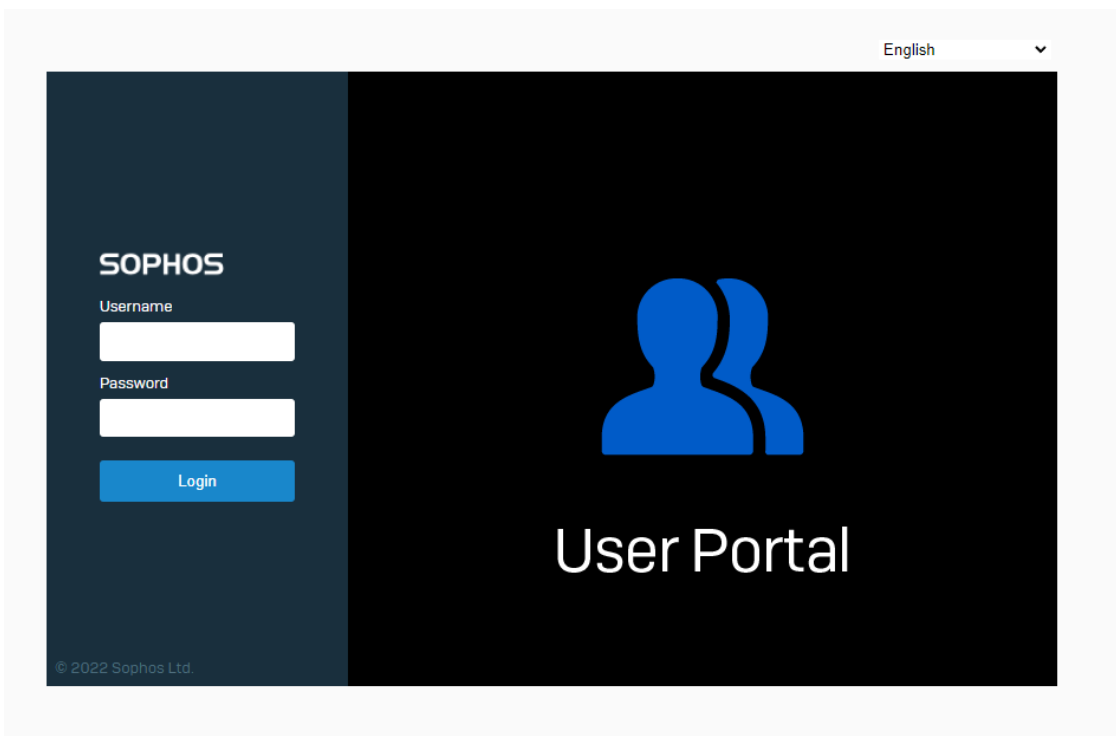 English
SOPHOS
Username
Password
Login
User Portal
© 2022 Sophos Ltd.